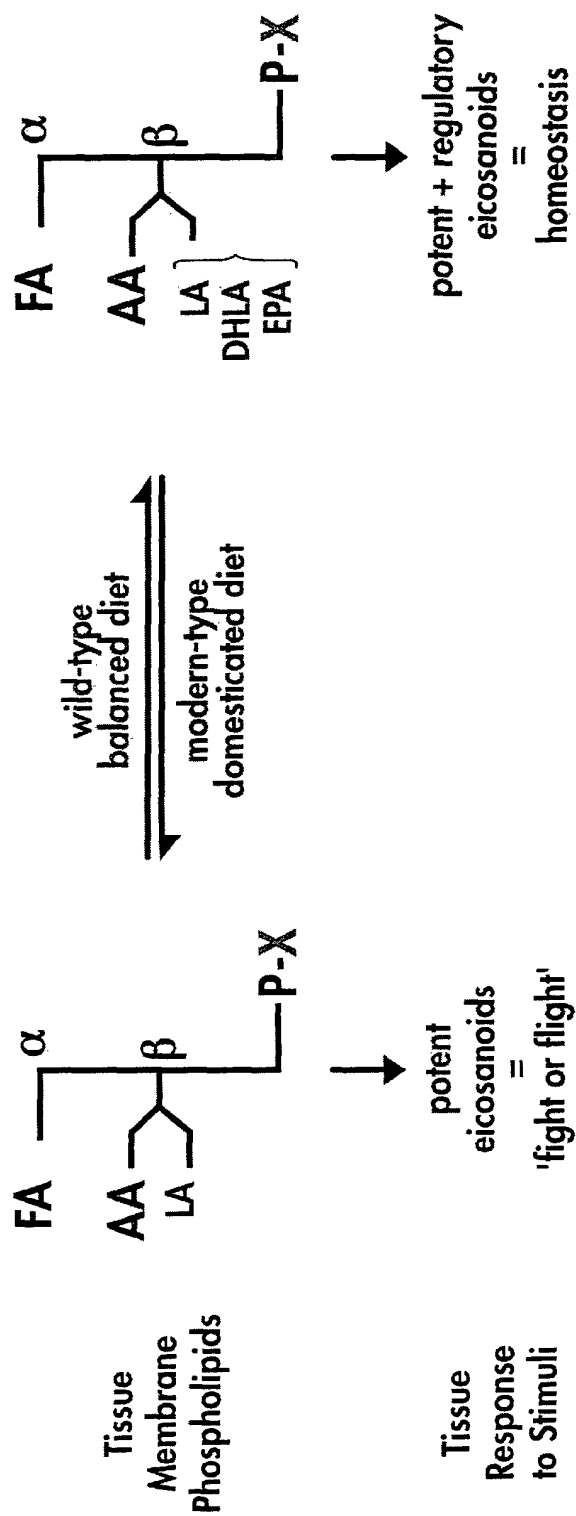 Tissue
Membrane
Phospholipids
FA
α
AA
LA
β
P-X
wild-type
balanced diet
modern-type
domesticated diet
FA
α
AA
LA
DHLA
EPA
β
P-X
Tissue
Response
to Stimuli
potent
eicosanoids
=
'fight or flight'
potent + regulatory
eicosanoids
=
homeostasis